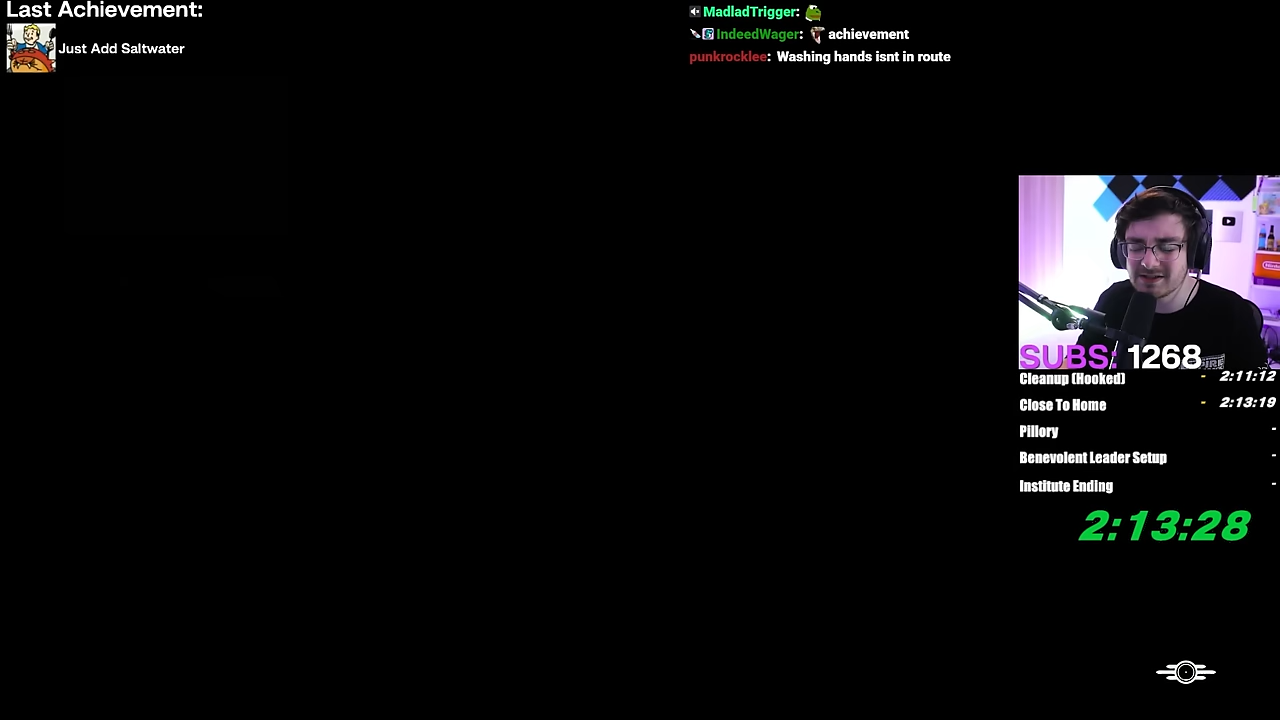 Last Achievement:
Just Add Saltwater
MadladTrigger:
IndeedWager: achievement
punkrocklee: Washing hands isnt in route
SUBS: 1268
Cleanup (Hooked) - 2:11:12
Close To Home - 2:13:19
Pillory -
Benevolent Leader Setup -
Institute Ending -
2:13:28